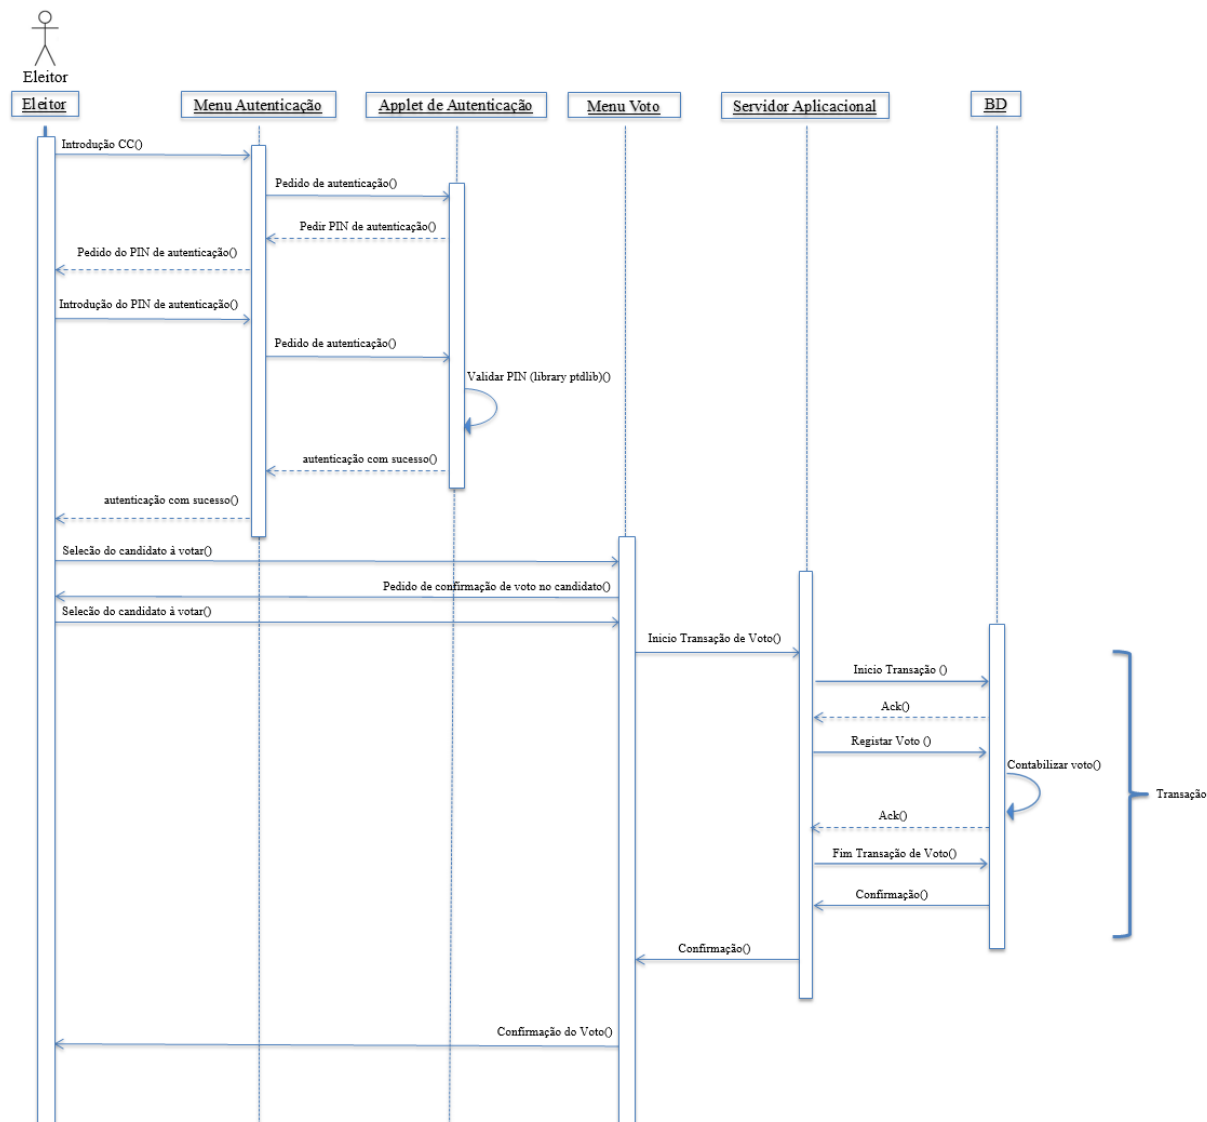 Eleitor
Eleitor
Menu Autenticação
Applet de Autenticação
Menu Voto
Servidor Aplicacional
BD
Introdução CC()
Pedido de autenticação()
Pedir PIN de autenticação()
Pedido do PIN de autenticação()
Introdução do PIN de autenticação()
Pedido de autenticação()
Validar PIN (library ptdlib)()
autenticação com sucesso()
autenticação com sucesso()
Selecão do candidato à votar()
Pedido de confirmação de voto no candidato()
Selecão do candidato à votar()
Inicio Transação de Voto()
Inicio Transação ()
Ack()
Registar Voto ()
Contabilizar voto()
Transação
Ack()
Fim Transação de Voto()
Confirmação()
Confirmação()
Confirmação do Voto()